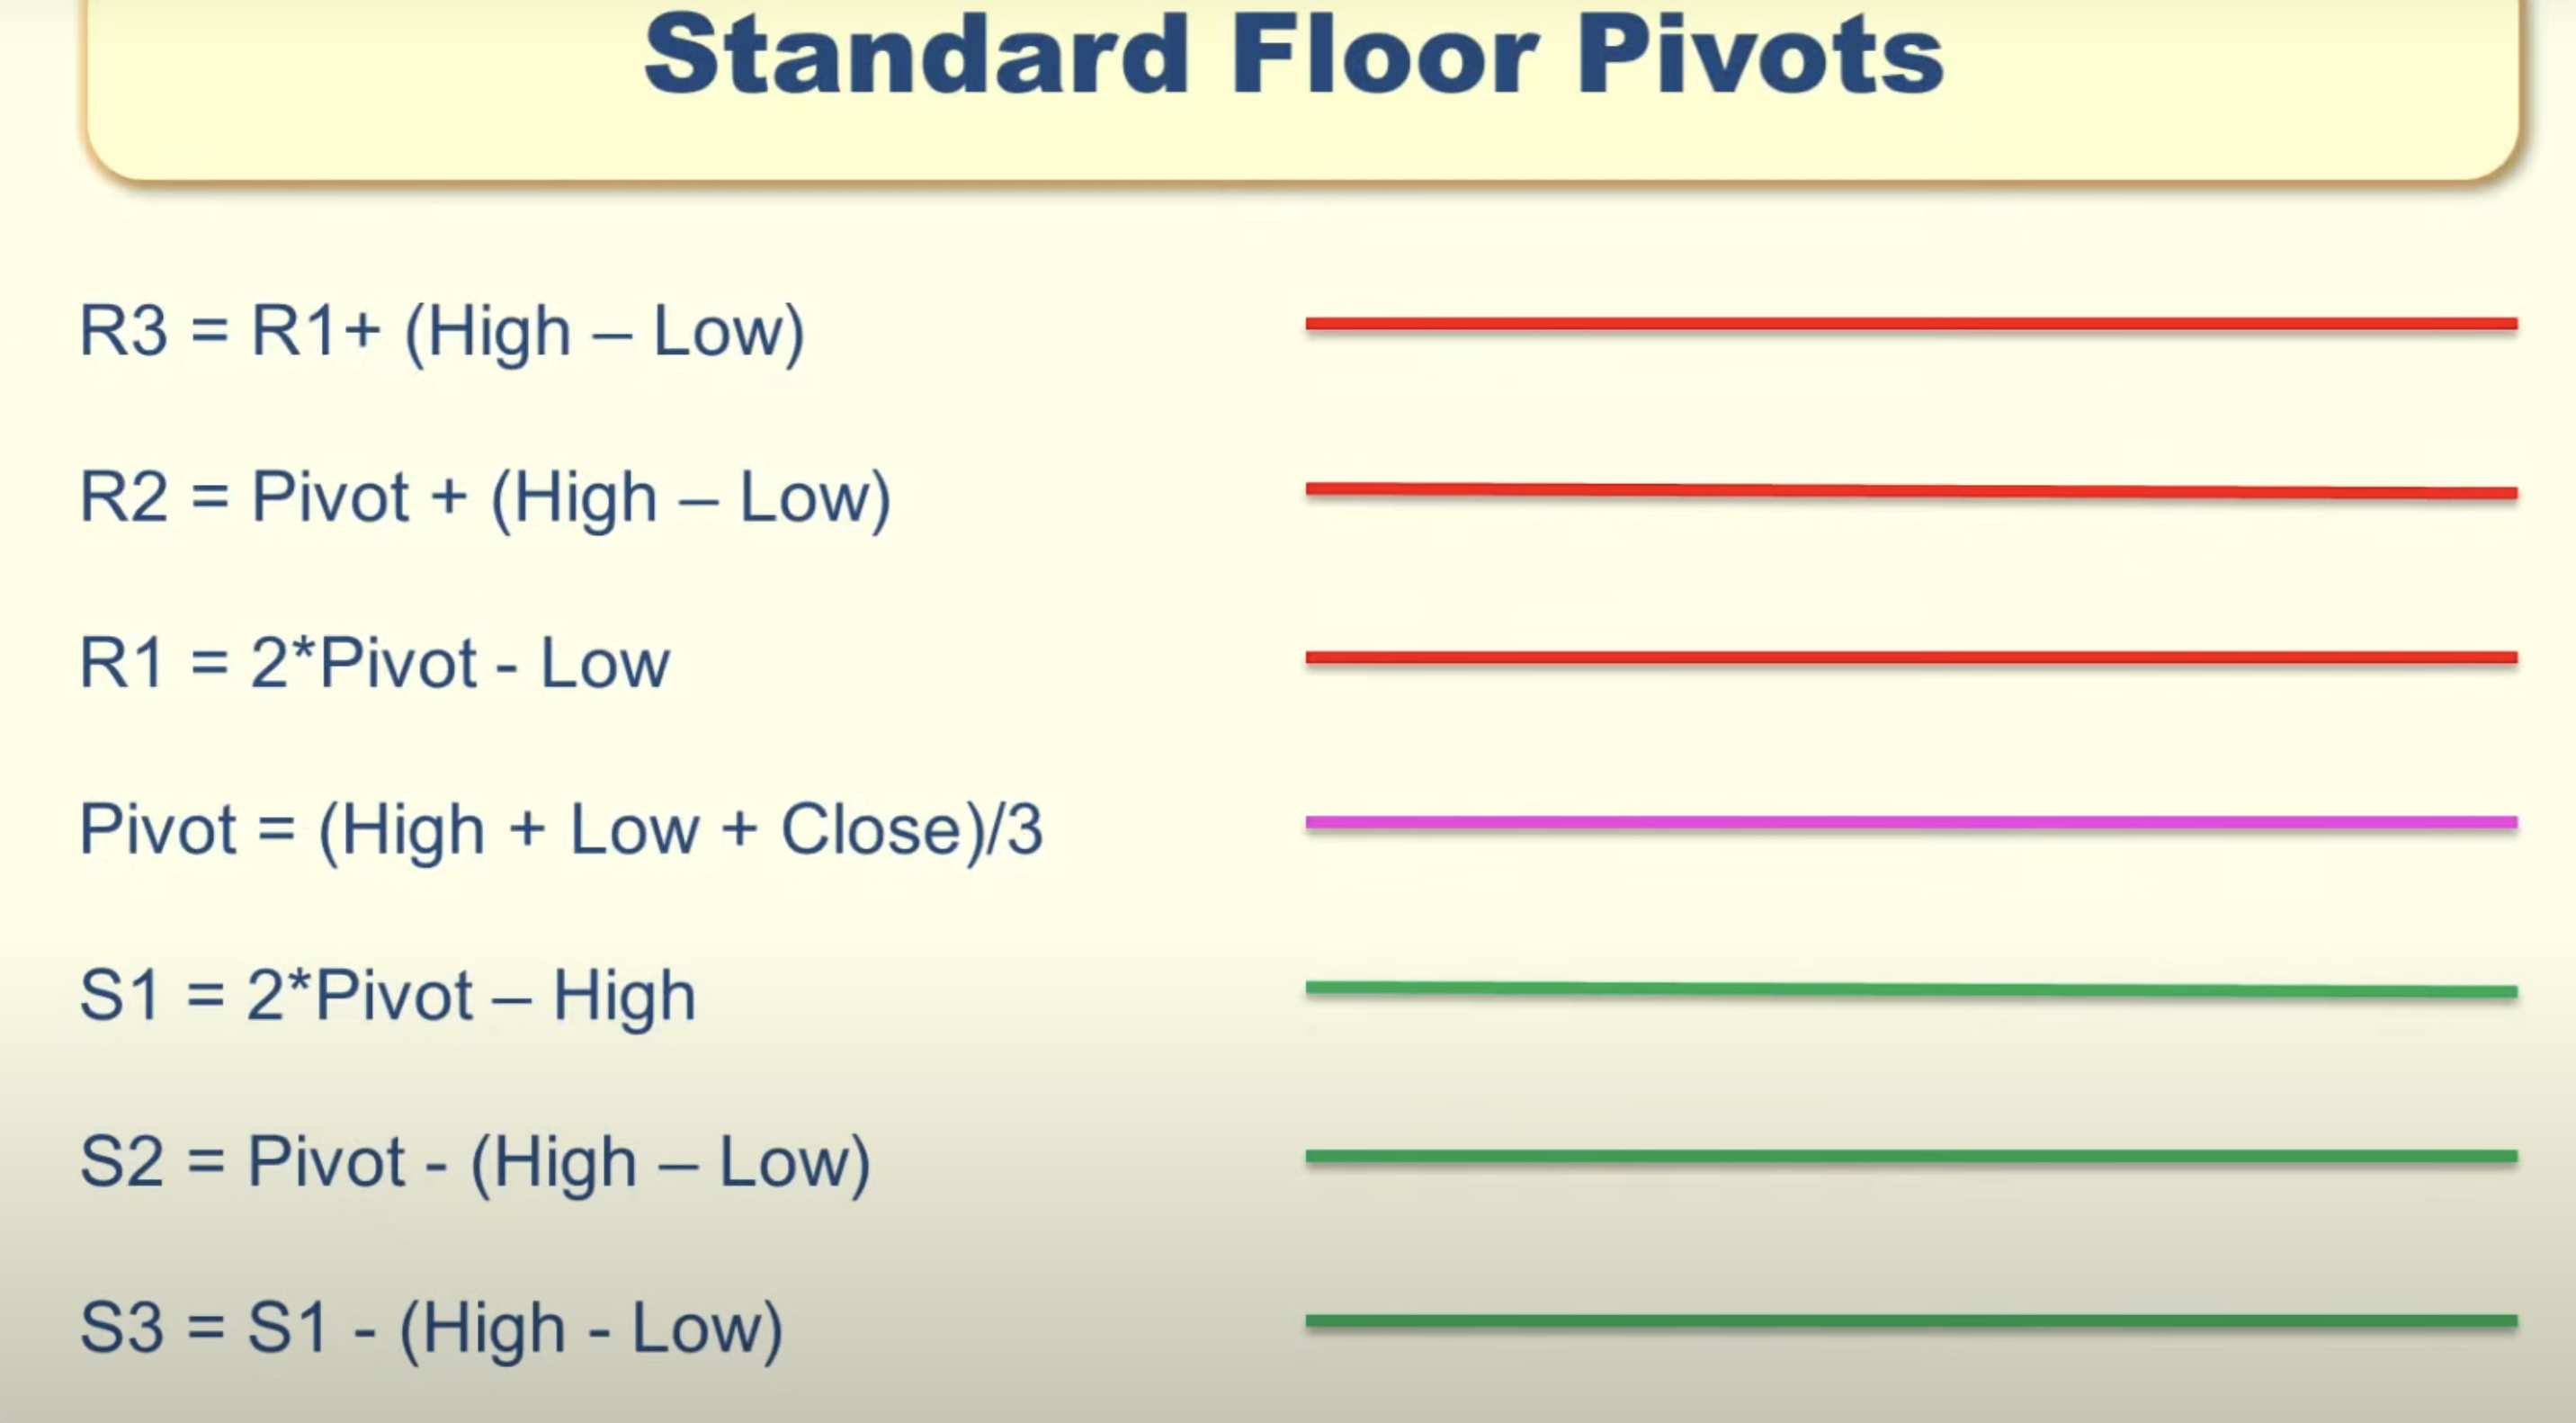 Standard Floor Pivots
R3 = R1+ (High – Low)
R2 = Pivot + (High – Low)
R1 = 2*Pivot - Low
Pivot = (High + Low + Close)/3
S1 = 2*Pivot – High
S2 = Pivot - (High – Low)
S3 = S1 - (High - Low)